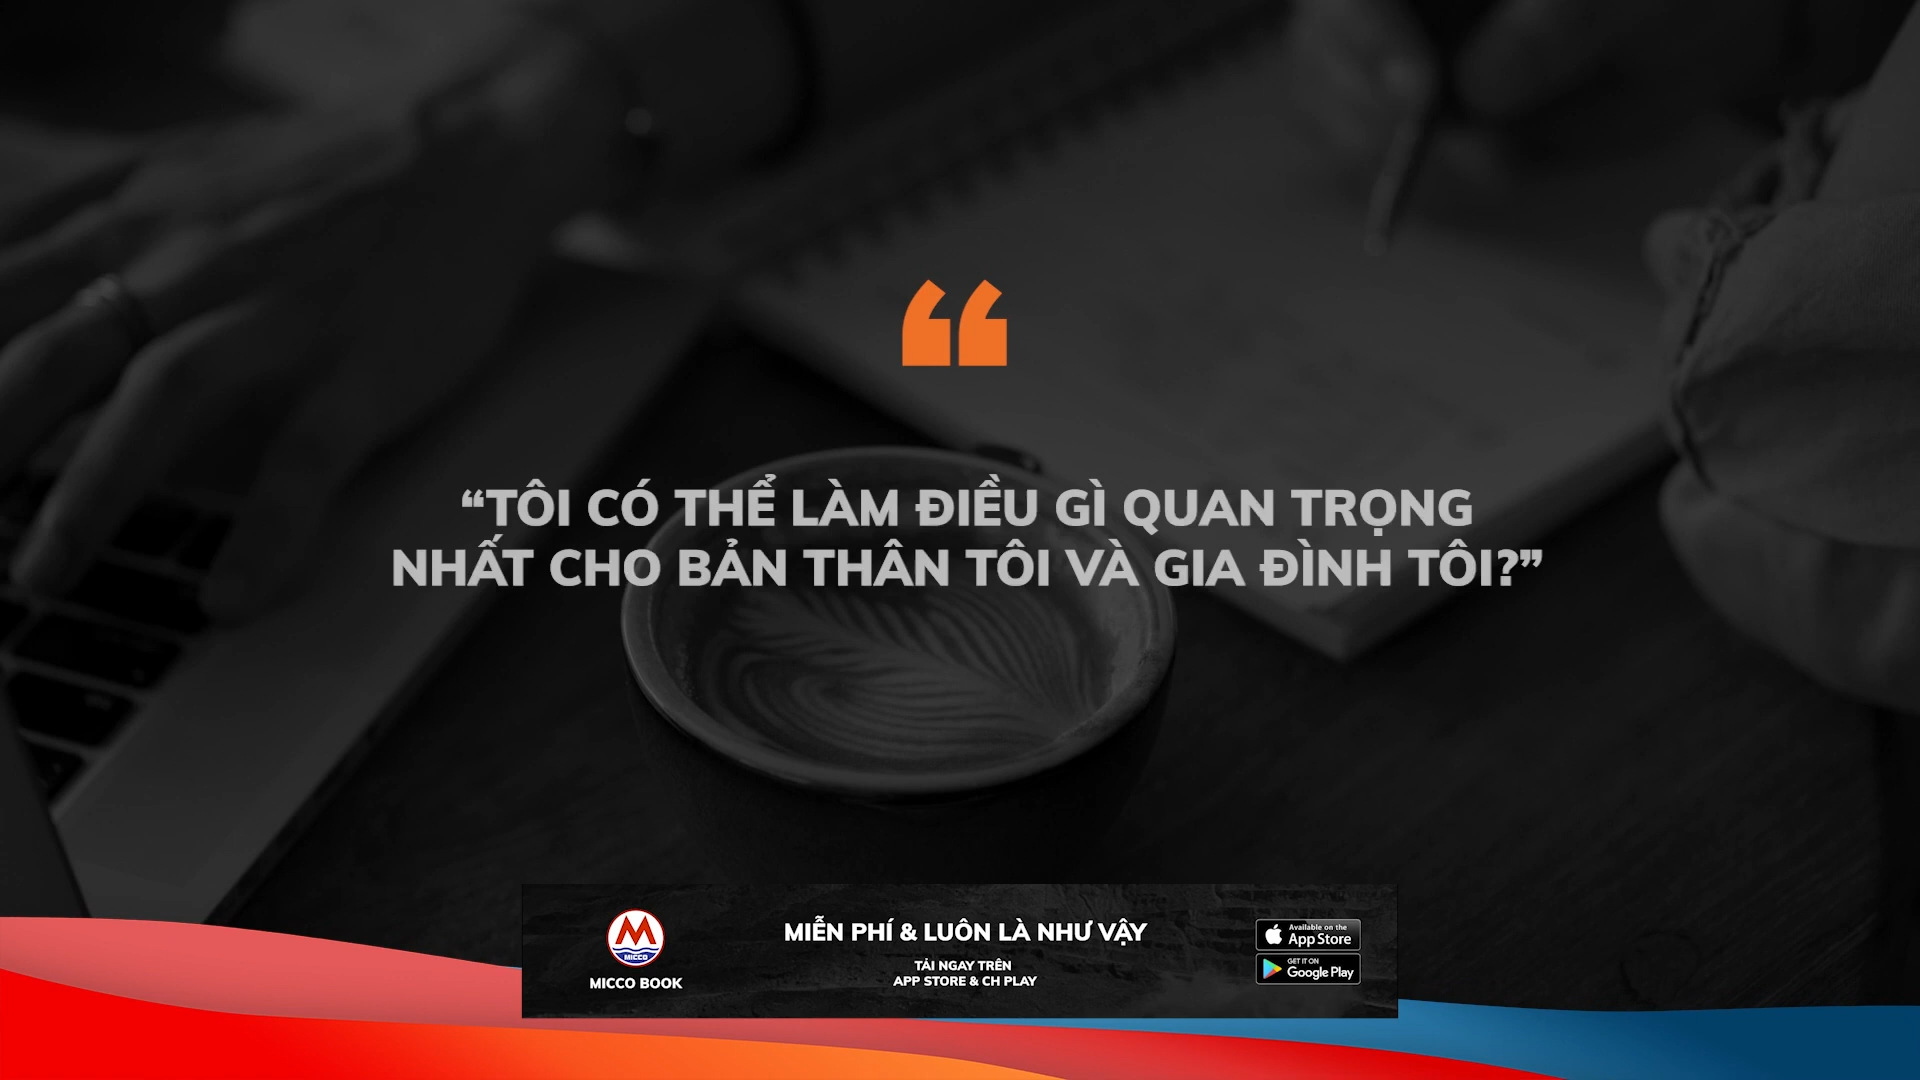 “TÔI CÓ THỂ LÀM ĐIỀU GÌ QUAN TRỌNG
NHẤT CHO BẢN THÂN TÔI VÀ GIA ĐÌNH TÔI?”
MICCO
MICCO BOOK
MIỄN PHÍ & LUÔN LÀ NHƯ VẬY
TẢI NGAY TRÊN
APP STORE & CH PLAY
Available on the
App Store
GET IT ON
Google Play